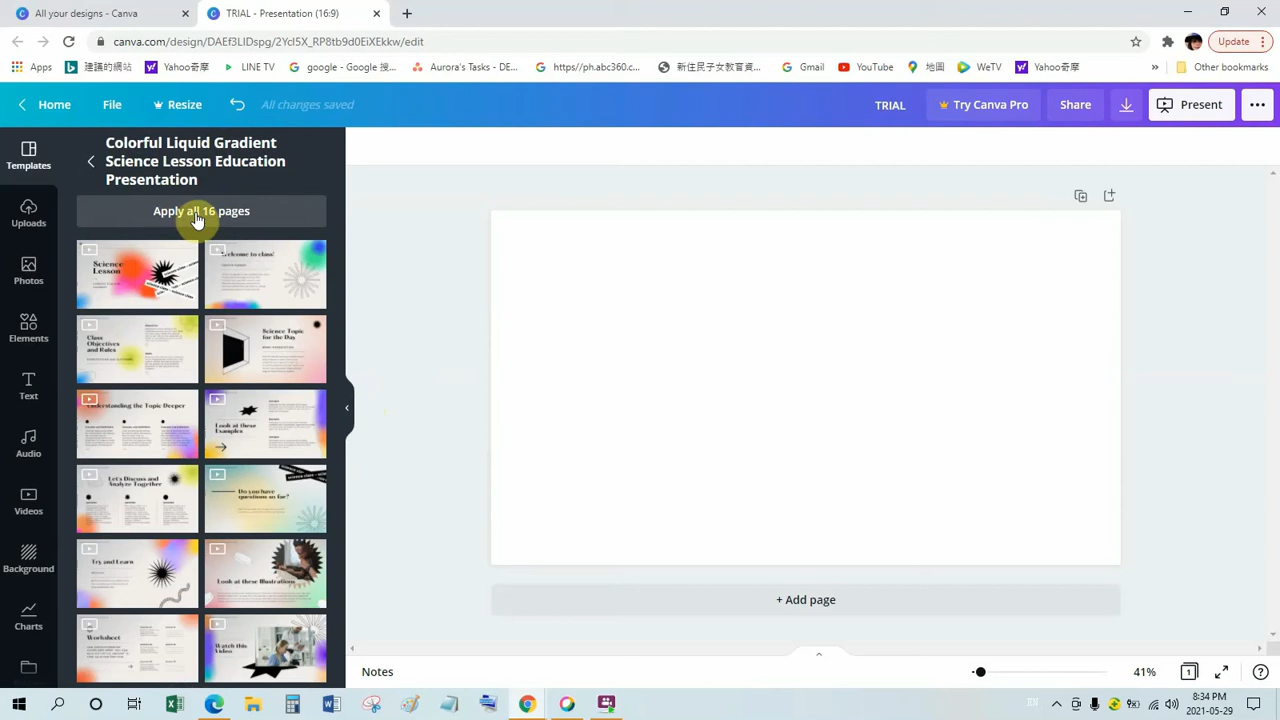 All your designs - Canva
TRIAL - Presentation (16:9)
canva.com/design/DAEf3LIDspg/2YcI5X_RP8tb9d0EiXEkkw/edit
Update
Apps
建議的網站
Yahoo奇摩
LINE TV
google - Google 搜...
Aurora's Tasks - DE...
https//ph.abc360.c...
新住民子女教育資...
Gmail
YouTube
地圖
WeTV
Yahoo奇摩
Other bookmarks
Home
File
Resize
All changes saved
TRIAL
Try Canva Pro
Share
Present
Templates
Uploads
Photos
Elements
Text
Audio
Videos
Background
Charts
Colorful Liquid Gradient
Science Lesson Education
Presentation
Apply all 16 pages
Science
Lesson
Welcome to class!
Class
Objectives
and Rules
Science Topic
for the Day
Understanding the Topic Deeper
Look at these
Examples
Let's Discuss and
Analyze Together
Do you have
questions so far?
Try and Learn
Look at these Illustrations
Worksheet
Watch this
Video
+ Add page
Notes
41%
1
EN
8:34 PM
2021-05-29